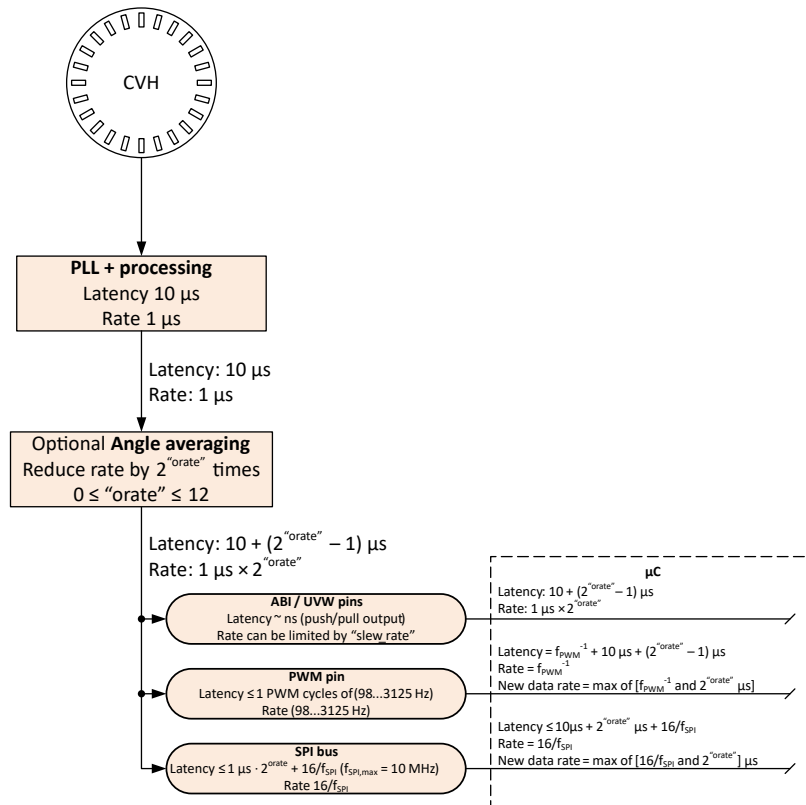 CVH
PLL + processing
Latency 10 µs
Rate 1 µs
Latency: 10 µs
Rate: 1 µs
Optional Angle averaging
Reduce rate by 2^“orate” times
0 ≤ “orate” ≤ 12
Latency: 10 + (2^“orate” – 1) µs
Rate: 1 µs × 2^“orate”
ABI / UVW pins
Latency ~ ns (push/pull output)
Rate can be limited by “slew_rate”
PWM pin
Latency ≤ 1 PWM cycles of (98...3125 Hz)
Rate (98...3125 Hz)
SPI bus
Latency ≤ 1 µs · 2^orate + 16/f_SPI (f_SPI,max = 10 MHz)
Rate 16/f_SPI
µC
Latency: 10 + (2^“orate” – 1) µs
Rate: 1 µs × 2^“orate”
Latency = f_PWM^-1 + 10 µs + (2^“orate” – 1) µs
Rate = f_PWM^-1
New data rate = max of [f_PWM^-1 and 2^“orate” µs]
Latency ≤ 10µs + 2^“orate” µs + 16/f_SPI
Rate = 16/f_SPI
New data rate = max of [16/f_SPI and 2^“orate”] µs